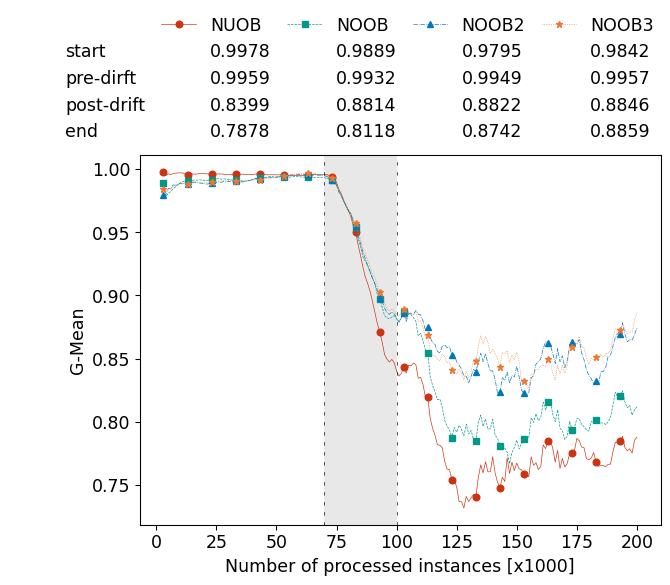 NUOB NOOB NOOB2 NOOB3
start 0.9978 0.9889 0.9795 0.9842
pre-dirft 0.9959 0.9932 0.9949 0.9957
post-drift 0.8399 0.8814 0.8822 0.8846
end 0.7878 0.8118 0.8742 0.8859
1.00
0.95
0.90
0.85
0.80
0.75
G-Mean
0 25 50 75 100 125 150 175 200
Number of processed instances [x1000]